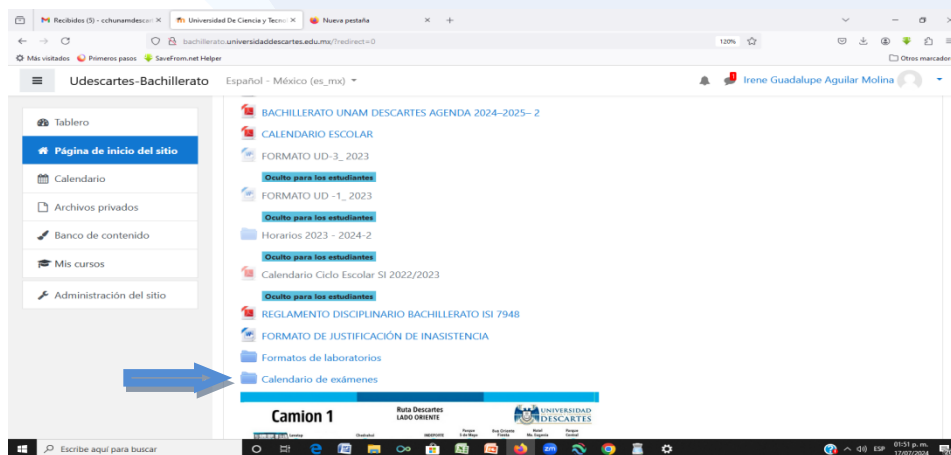 Recibidos (5) - cchunamdescart
Universidad De Ciencia y Tecno
Nueva pestaña
bachillerato.universidaddescartes.edu.mx/?redirect=0
120%
Más visitados Primeros pasos SaveFrom.net Helper
Otros marcador
Udescartes-Bachillerato Español - México (es_mx)
Irene Guadalupe Aguilar Molina
Tablero
Página de inicio del sitio
Calendario
Archivos privados
Banco de contenido
Mis cursos
Administración del sitio
BACHILLERATO UNAM DESCARTES AGENDA 2024–2025– 2
CALENDARIO ESCOLAR
FORMATO UD-3_ 2023
Oculto para los estudiantes
FORMATO UD -1_ 2023
Oculto para los estudiantes
Horarios 2023 - 2024-2
Oculto para los estudiantes
Calendario Ciclo Escolar SI 2022/2023
Oculto para los estudiantes
REGLAMENTO DISCIPLINARIO BACHILLERATO ISI 7948
FORMATO DE JUSTIFICACIÓN DE INASISTENCIA
Formatos de laboratorios
Calendario de exámenes
Camion 1
Ruta Descartes
LADO ORIENTE
UNIVERSIDAD
DESCARTES
Escribe aquí para buscar
ESP
01:51 p. m.
17/07/2024